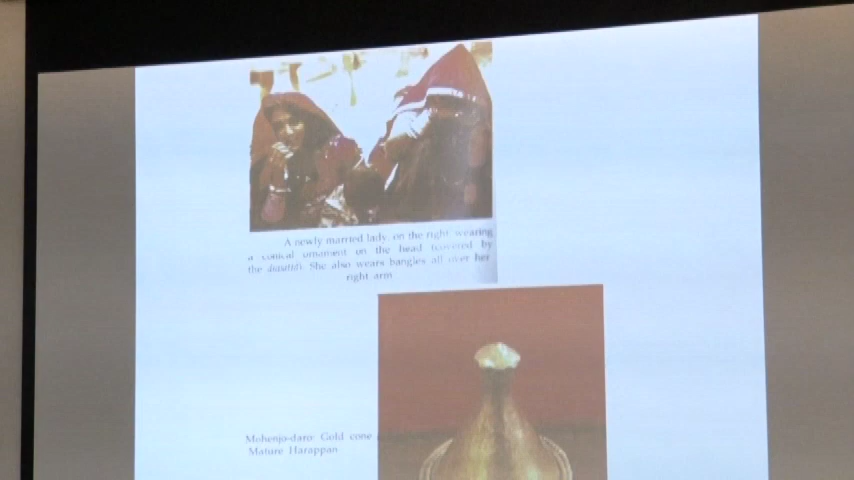 A newly married lady, on the right wearing
a conical ornament on the head (covered by
the). She also wears bangles all over her
right arm
Mohenjo-daro: Gold cone
Mature Harappan